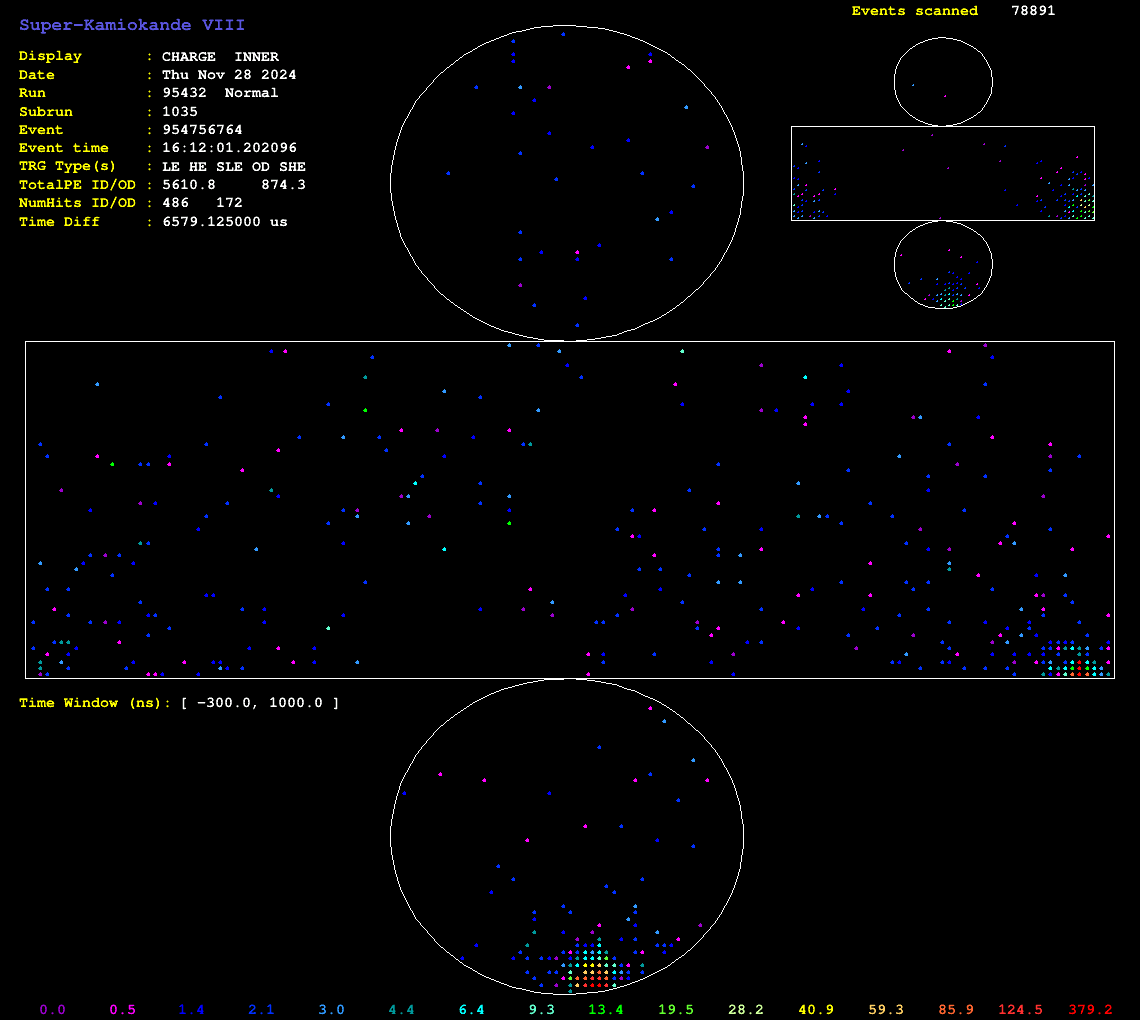 Super-Kamiokande VIII
Events scanned 78891
Display : CHARGE INNER
Date : Thu Nov 28 2024
Run : 95432 Normal
Subrun : 1035
Event : 954756764
Event time : 16:12:01.202096
TRG Type(s) : LE HE SLE OD SHE
TotalPE ID/OD : 5610.8 874.3
NumHits ID/OD : 486 172
Time Diff : 6579.125000 us
Time Window (ns): [ -300.0, 1000.0 ]
0.0 0.5 1.4 2.1 3.0 4.4 6.4 9.3 13.4 19.5 28.2 40.9 59.3 85.9 124.5 379.2